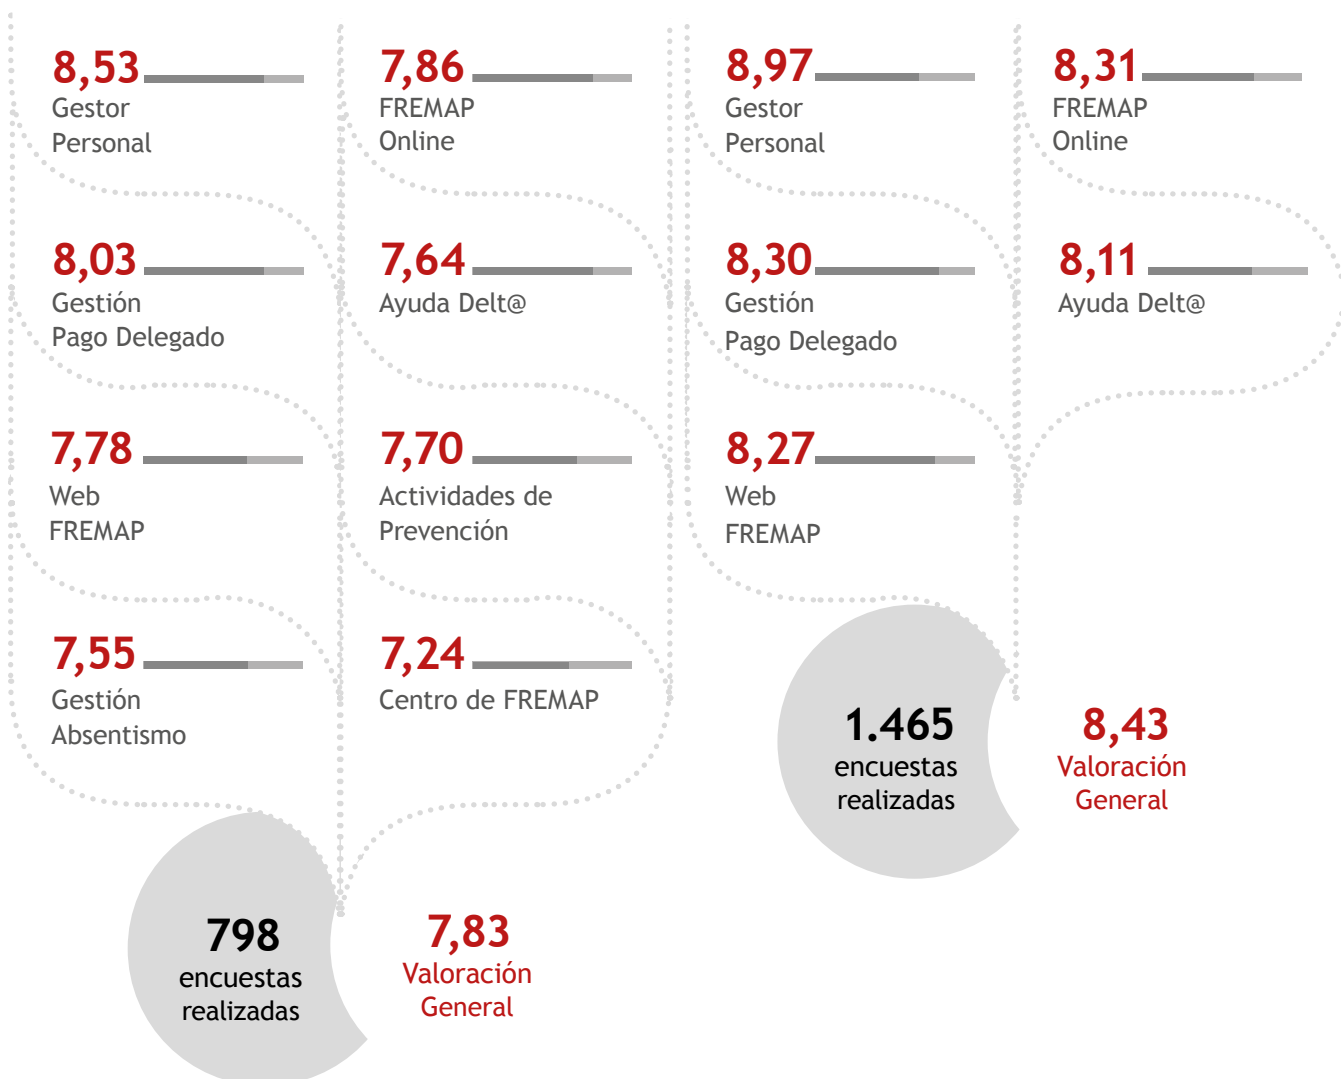 8,53
Gestor
Personal
7,86
FREMAP
Online
8,03
Gestión
Pago Delegado
7,64
Ayuda Delt@
7,78
Web
FREMAP
7,70
Actividades de
Prevención
7,55
Gestión
Absentismo
7,24
Centro de FREMAP
798
encuestas
realizadas
7,83
Valoración
General
8,97
Gestor
Personal
8,31
FREMAP
Online
8,30
Gestión
Pago Delegado
8,11
Ayuda Delt@
8,27
Web
FREMAP
1.465
encuestas
realizadas
8,43
Valoración
General